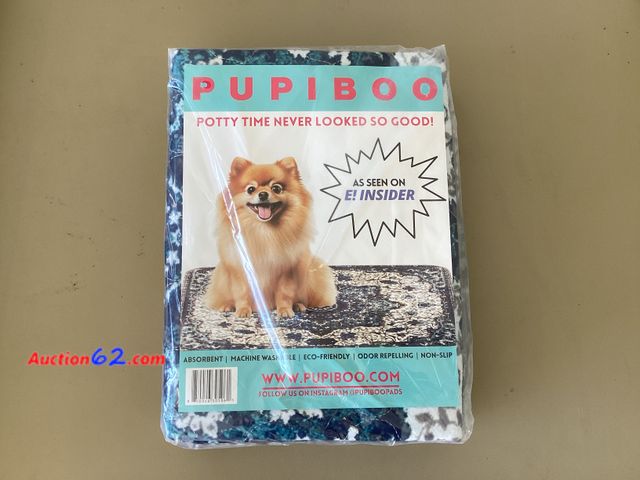 PUPIBOO
POTTY TIME NEVER LOOKED SO GOOD!
AS SEEN ON
E! INSIDER
Auction62.com
ABSORBENT | MACHINE WASHABLE | ECO-FRIENDLY | ODOR REPELLING | NON-SLIP
WWW.PUPIBOO.COM
FOLLOW US ON INSTAGRAM @PUPIBOOPADS